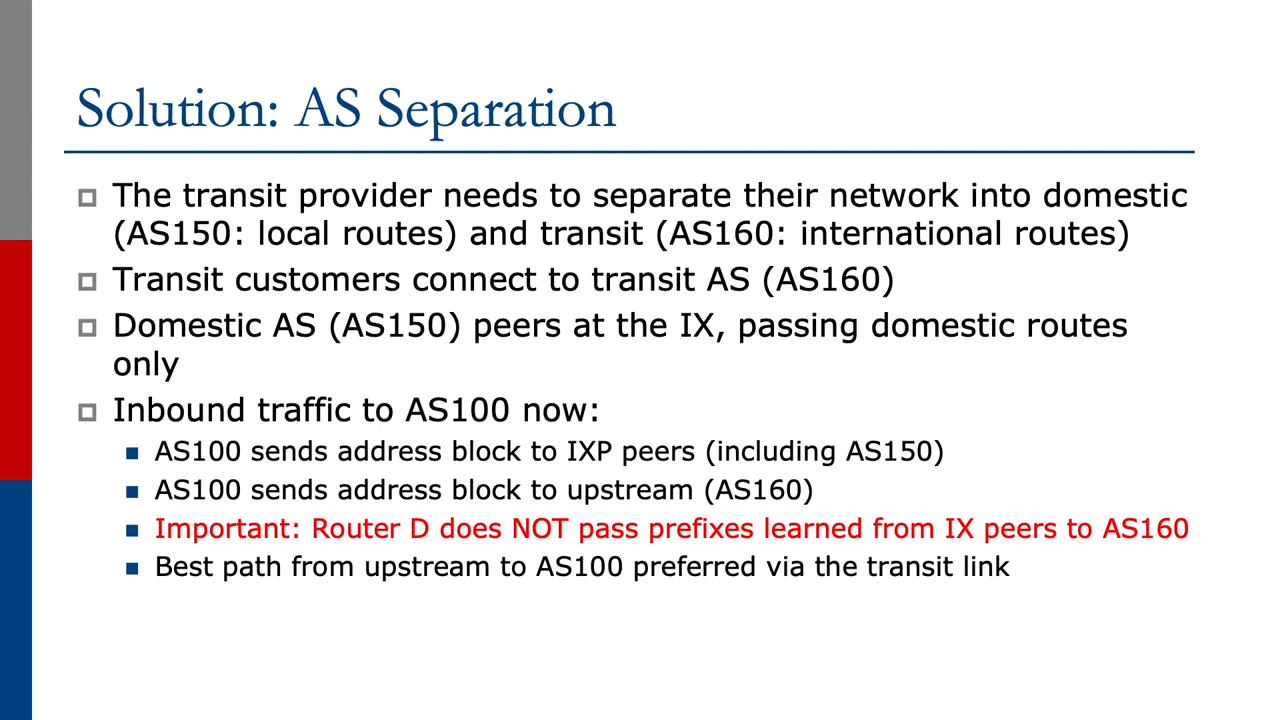 Solution: AS Separation
The transit provider needs to separate their network into domestic
(AS150: local routes) and transit (AS160: international routes)
Transit customers connect to transit AS (AS160)
Domestic AS (AS150) peers at the IX, passing domestic routes
only
Inbound traffic to AS100 now:
AS100 sends address block to IXP peers (including AS150)
AS100 sends address block to upstream (AS160)
Important: Router D does NOT pass prefixes learned from IX peers to AS160
Best path from upstream to AS100 preferred via the transit link